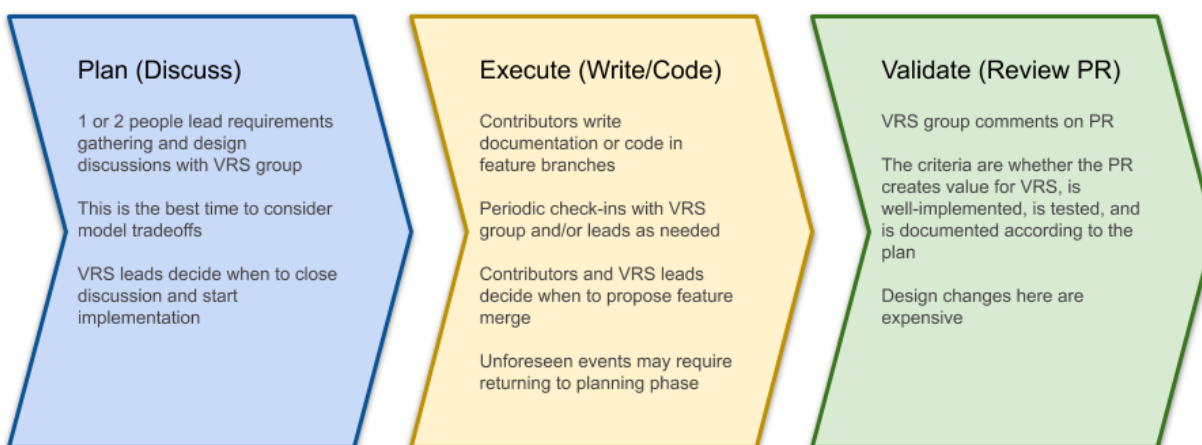 Plan (Discuss)
1 or 2 people lead requirements
gathering and design
discussions with VRS group
This is the best time to consider
model tradeoffs
VRS leads decide when to close
discussion and start
implementation
Execute (Write/Code)
Contributors write
documentation or code in
feature branches
Periodic check-ins with VRS
group and/or leads as needed
Contributors and VRS leads
decide when to propose feature
merge
Unforeseen events may require
returning to planning phase
Validate (Review PR)
VRS group comments on PR
The criteria are whether the PR
creates value for VRS, is
well-implemented, is tested, and
is documented according to the
plan
Design changes here are
expensive